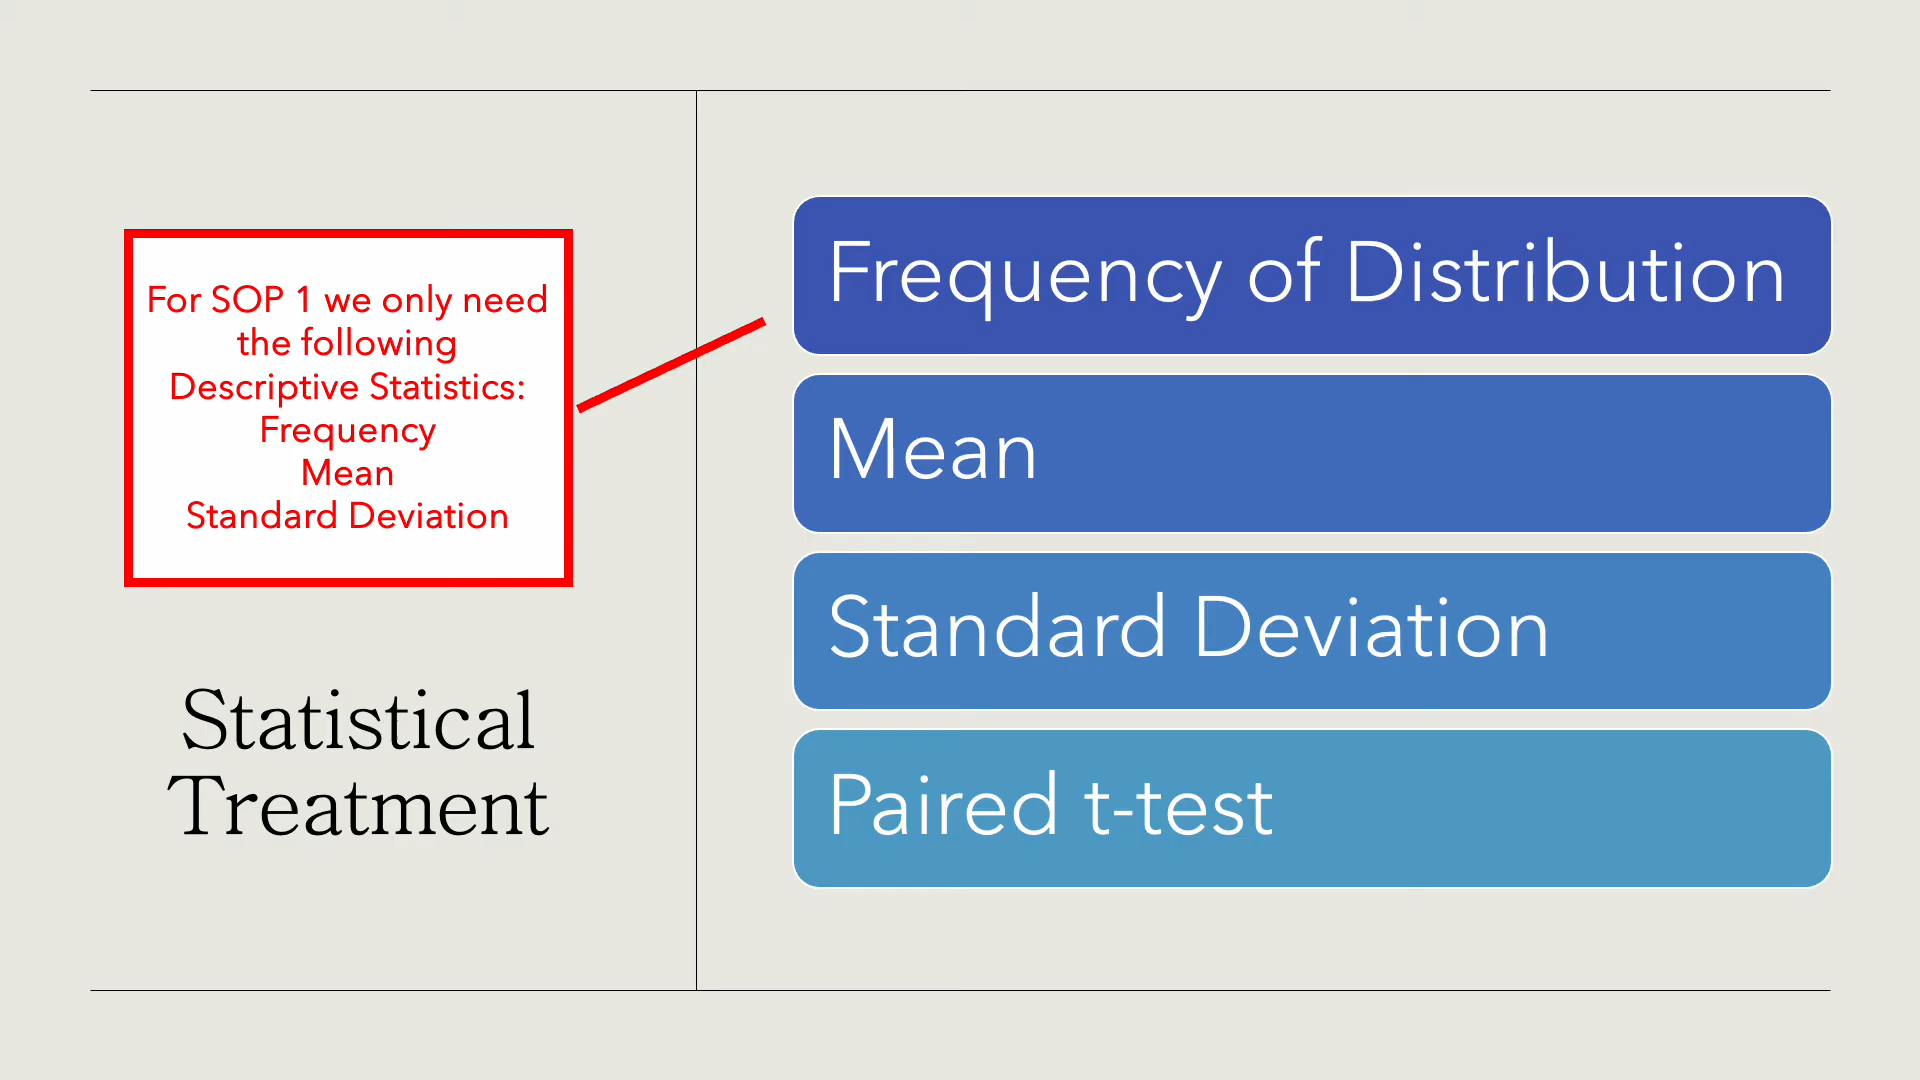 For SOP 1 we only need
the following
Descriptive Statistics:
Frequency
Mean
Standard Deviation
Statistical
Treatment
Frequency of Distribution
Mean
Standard Deviation
Paired t-test